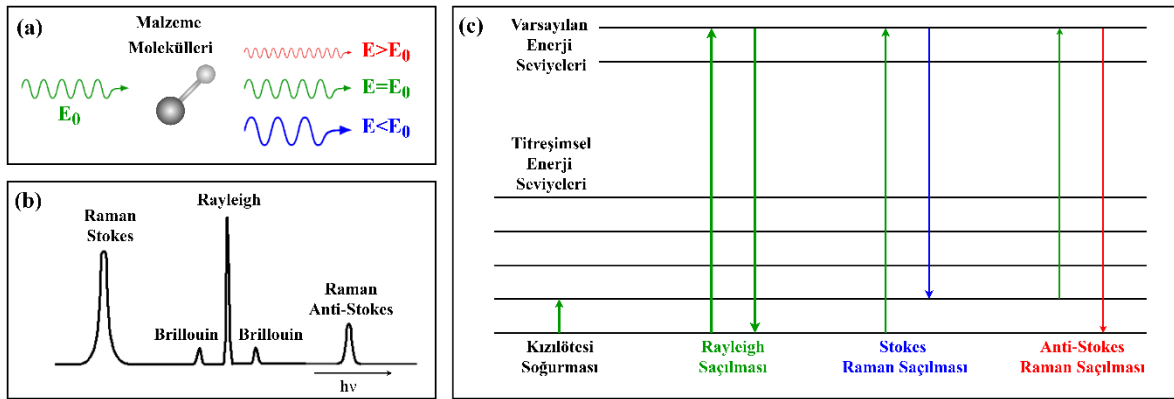 (a)
Malzeme
Molekülleri
E₀
E>E₀
E=E₀
E<E₀
(b)
Raman
Stokes
Rayleigh
Brillouin
Brillouin
Raman
Anti-Stokes
hν
(c)
Varsayılan
Enerji
Seviyeleri
Titreşimsel
Enerji
Seviyeleri
Kızılötesi
Soğurması
Rayleigh
Saçılması
Stokes
Raman Saçılması
Anti-Stokes
Raman Saçılması